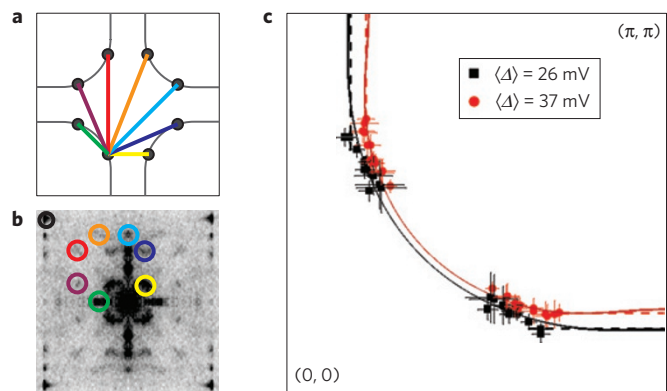 a
b
c
(π, π)
⟨Δ⟩ = 26 mV
⟨Δ⟩ = 37 mV
(0, 0)